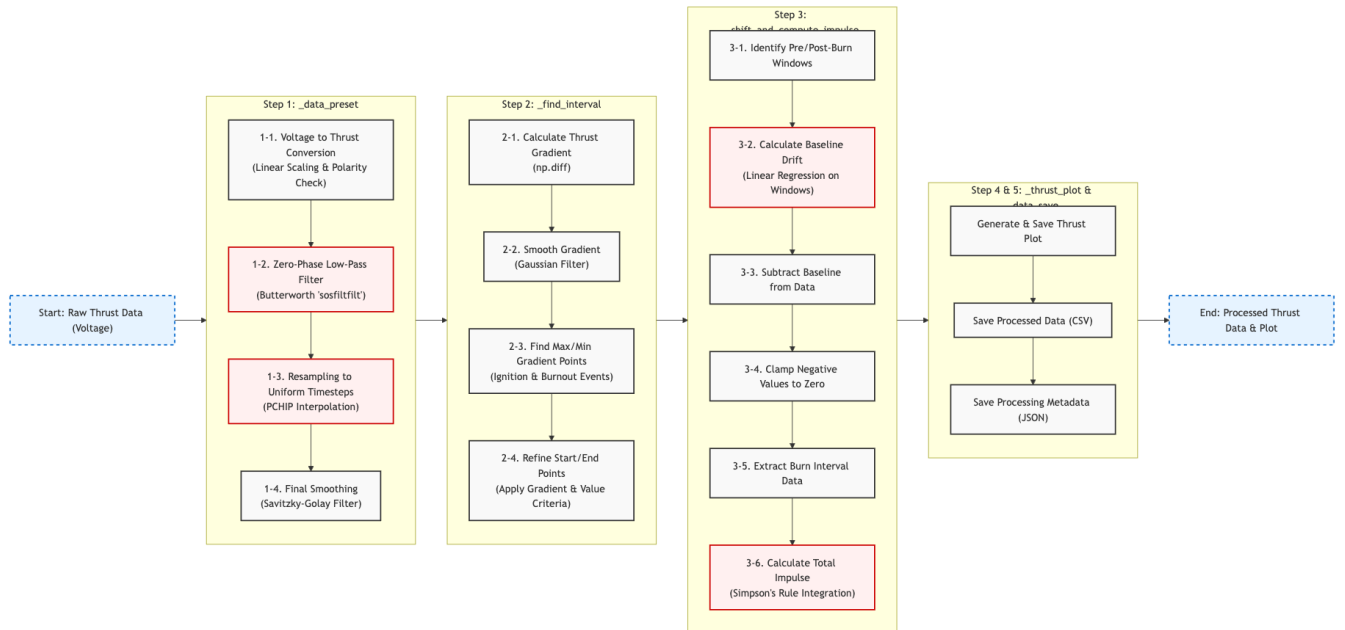 Start: Raw Thrust Data
(Voltage)
Step 1: _data_preset
1-1. Voltage to Thrust
Conversion
(Linear Scaling & Polarity
Check)
1-2. Zero-Phase Low-Pass
Filter
(Butterworth 'sosfiltfilt')
1-3. Resampling to
Uniform Timesteps
(PCHIP Interpolation)
1-4. Final Smoothing
(Savitzky-Golay Filter)
Step 2: _find_interval
2-1. Calculate Thrust
Gradient
(np.diff)
2-2. Smooth Gradient
(Gaussian Filter)
2-3. Find Max/Min
Gradient Points
(Ignition & Burnout Events)
2-4. Refine Start/End
Points
(Apply Gradient & Value
Criteria)
Step 3:
shift_and_compute_impulse
3-1. Identify Pre/Post-Burn
Windows
3-2. Calculate Baseline
Drift
(Linear Regression on
Windows)
3-3. Subtract Baseline
from Data
3-4. Clamp Negative
Values to Zero
3-5. Extract Burn Interval
Data
3-6. Calculate Total
Impulse
(Simpson's Rule Integration)
Step 4 & 5: _thrust_plot &
data_save
Generate & Save Thrust
Plot
Save Processed Data (CSV)
Save Processing Metadata
(JSON)
End: Processed Thrust
Data & Plot